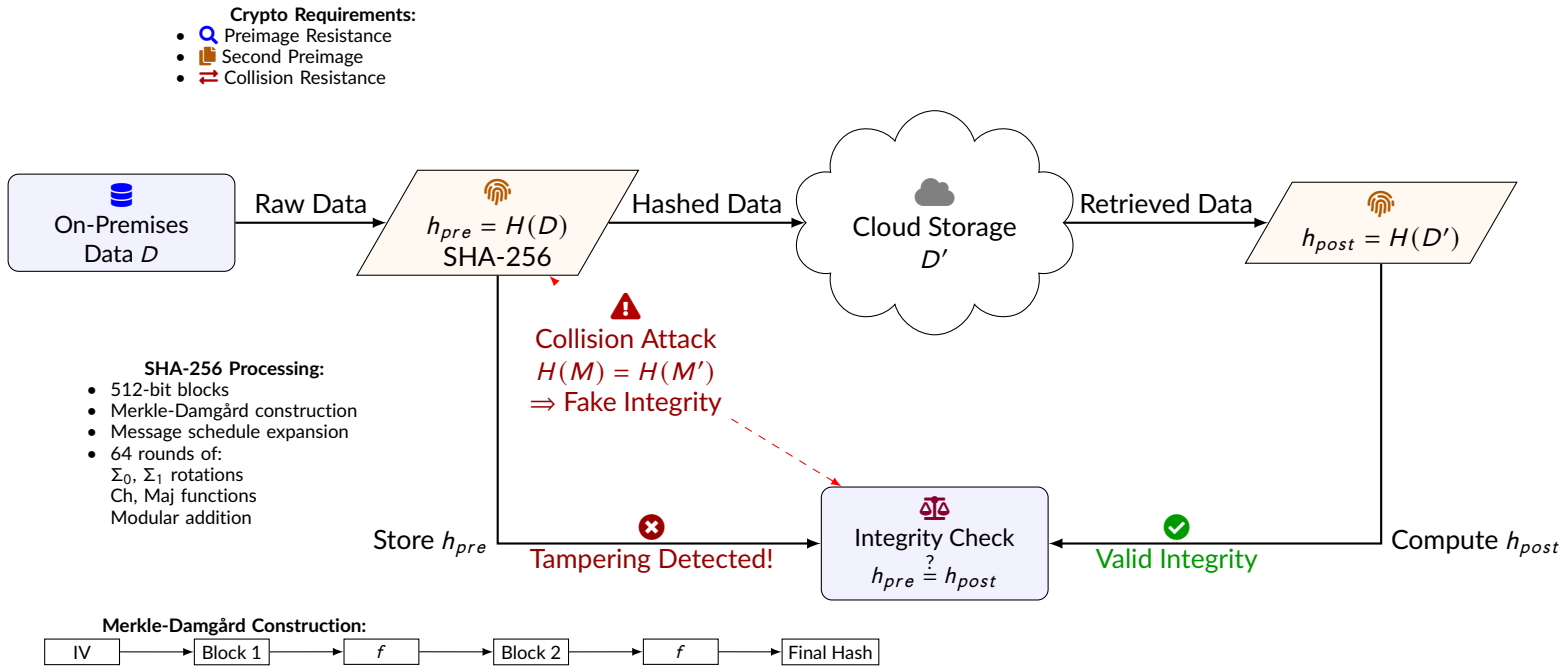 Crypto Requirements:
• Preimage Resistance
• Second Preimage
• Collision Resistance
On-Premises
Data D
Raw Data
h_pre = H(D)
SHA-256
Hashed Data
Cloud Storage
D′
Retrieved Data
h_post = H(D′)
Collision Attack
H(M) = H(M′)
⇒ Fake Integrity
SHA-256 Processing:
• 512-bit blocks
• Merkle-Damgård construction
• Message schedule expansion
• 64 rounds of:
Σ₀, Σ₁ rotations
Ch, Maj functions
Modular addition
Store h_pre
Tampering Detected!
Integrity Check
h_pre ≟ h_post
Valid Integrity
Compute h_post
Merkle-Damgård Construction:
IV
Block 1
f
Block 2
f
Final Hash